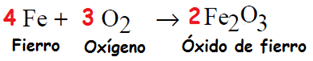 4 Fe + 3 O₂ → 2Fe₂O₃
Fierro Oxígeno Óxido de fierro